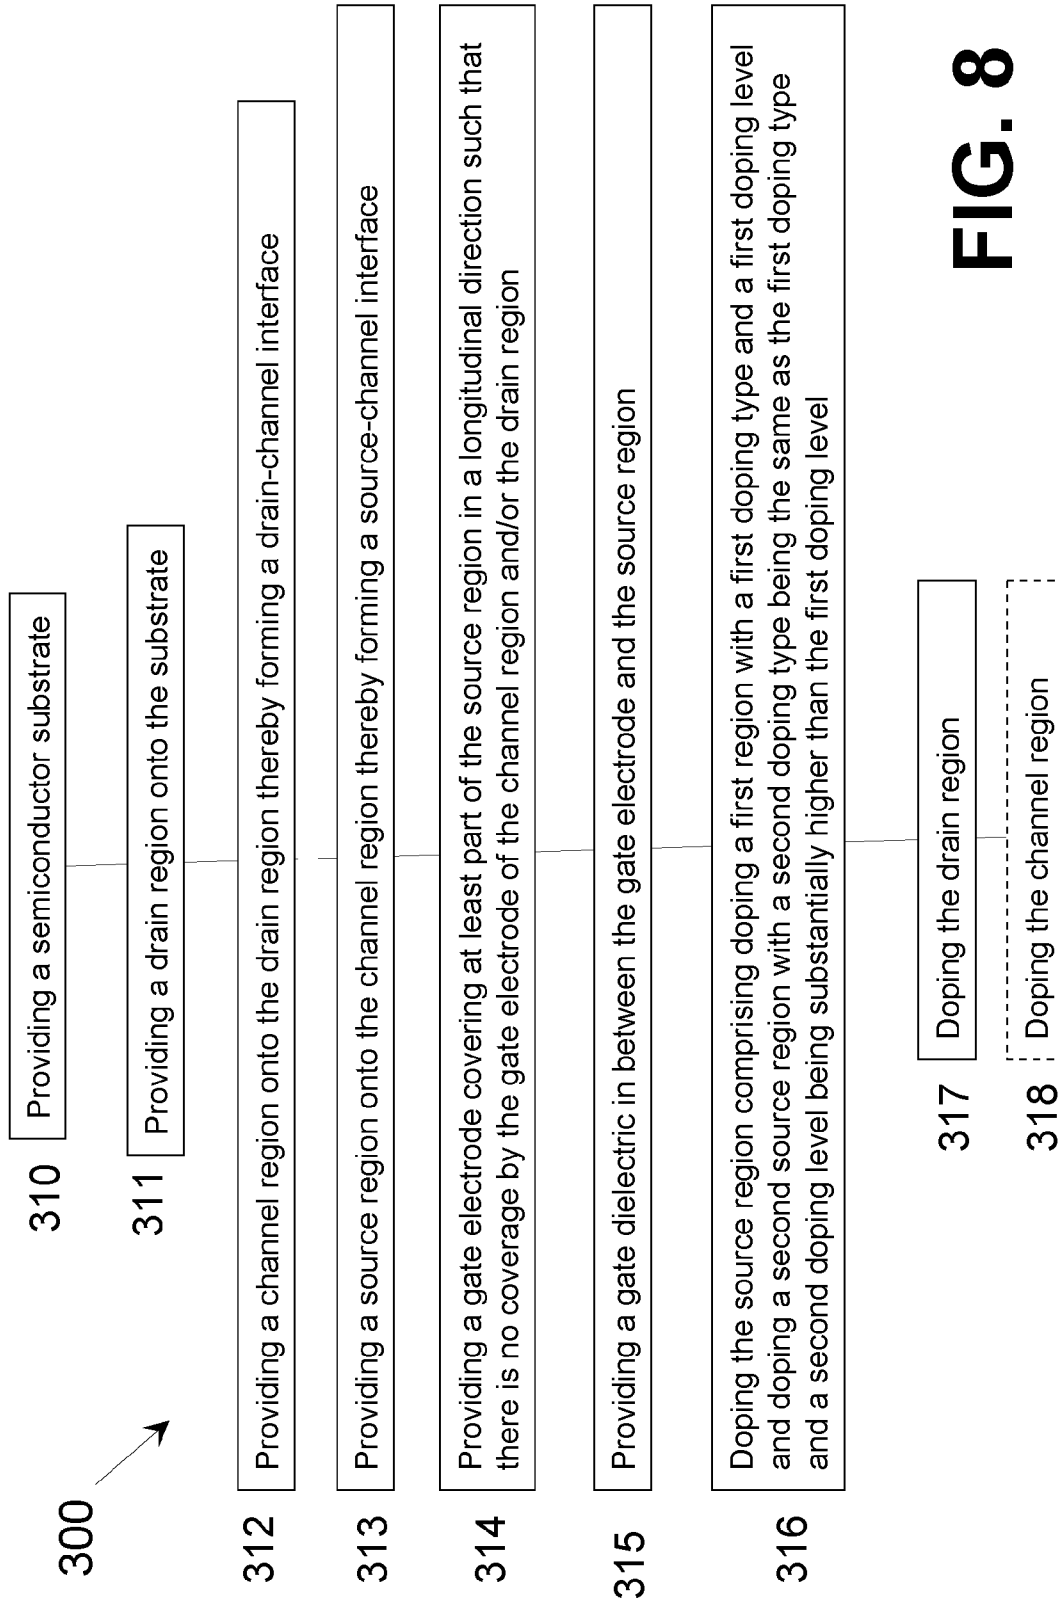 300
310
Providing a semiconductor substrate
311
Providing a drain region onto the substrate
312
Providing a channel region onto the drain region thereby forming a drain-channel interface
313
Providing a source region onto the channel region thereby forming a source-channel interface
314
Providing a gate electrode covering at least part of the source region in a longitudinal direction such that
there is no coverage by the gate electrode of the channel region and/or the drain region
315
Providing a gate dielectric in between the gate electrode and the source region
316
Doping the source region comprising doping a first region with a first doping type and a first doping level
and doping a second source region with a second doping type being the same as the first doping type
and a second doping level being substantially higher than the first doping level
317
Doping the drain region
318
Doping the channel region
FIG. 8